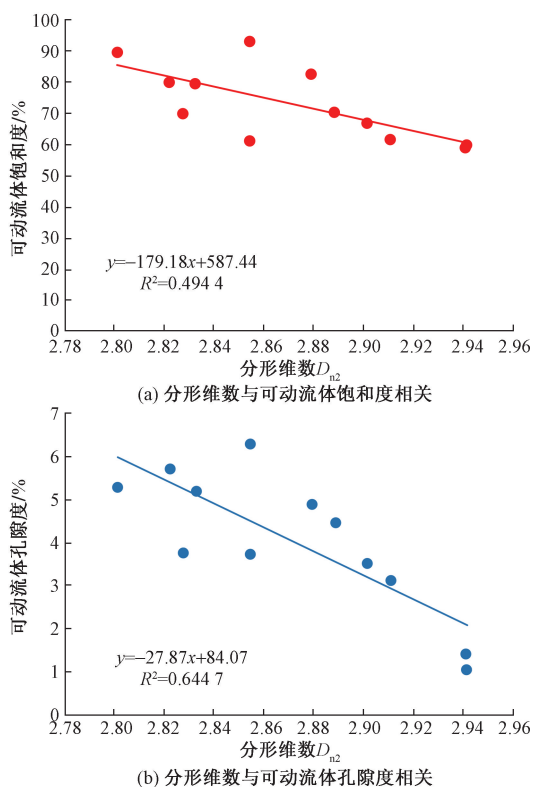 100
90
80
70
60
50
40
30
20
10
0
可动流体饱和度/%
y=−179.18x+587.44
R²=0.494 4
2.78 2.80 2.82 2.84 2.86 2.88 2.90 2.92 2.94 2.96
分形维数Dn2
(a) 分形维数与可动流体饱和度相关
7
6
5
4
3
2
1
0
可动流体孔隙度/%
y=−27.87x+84.07
R²=0.644 7
2.78 2.80 2.82 2.84 2.86 2.88 2.90 2.92 2.94 2.96
分形维数Dn2
(b) 分形维数与可动流体孔隙度相关